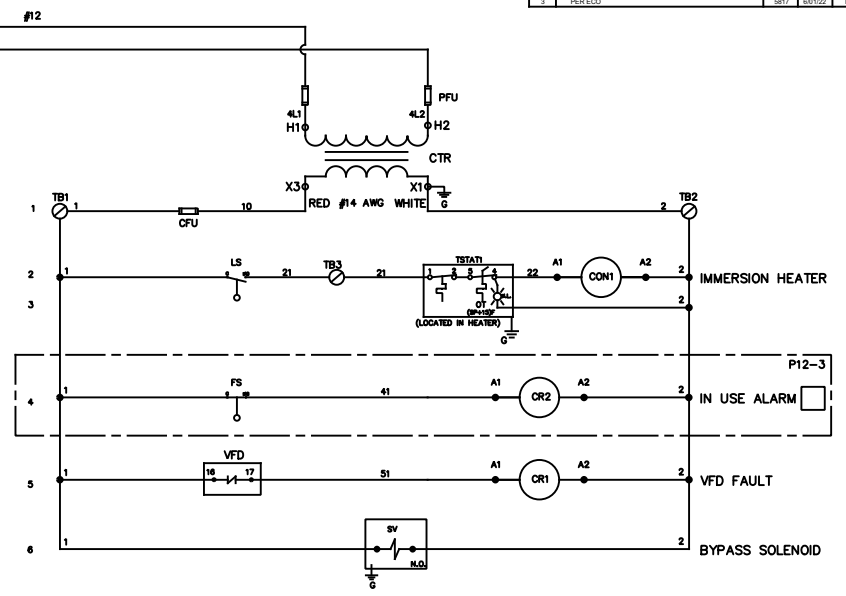 3 PER ECO 5817 6/01/22
#12
PFU
4L1 4L2
H1 H2
CTR
X3 X1
G
RED #14 AWG WHITE
TB1 TB2
1 1 10 2
CFU
LS TB3 TSTAT1 A1 A2
2 1 21 21 1 2 5 4 22 CON1 2 IMMERSION HEATER
3 OT 2
(SP+15)F
(LOCATED IN HEATER)
G
P12-3
FS A1 A2
4 1 41 CR2 2 IN USE ALARM
VFD A1 A2
5 1 16 17 51 CR1 2 VFD FAULT
SV
6 1 N.O. 2 BYPASS SOLENOID
G